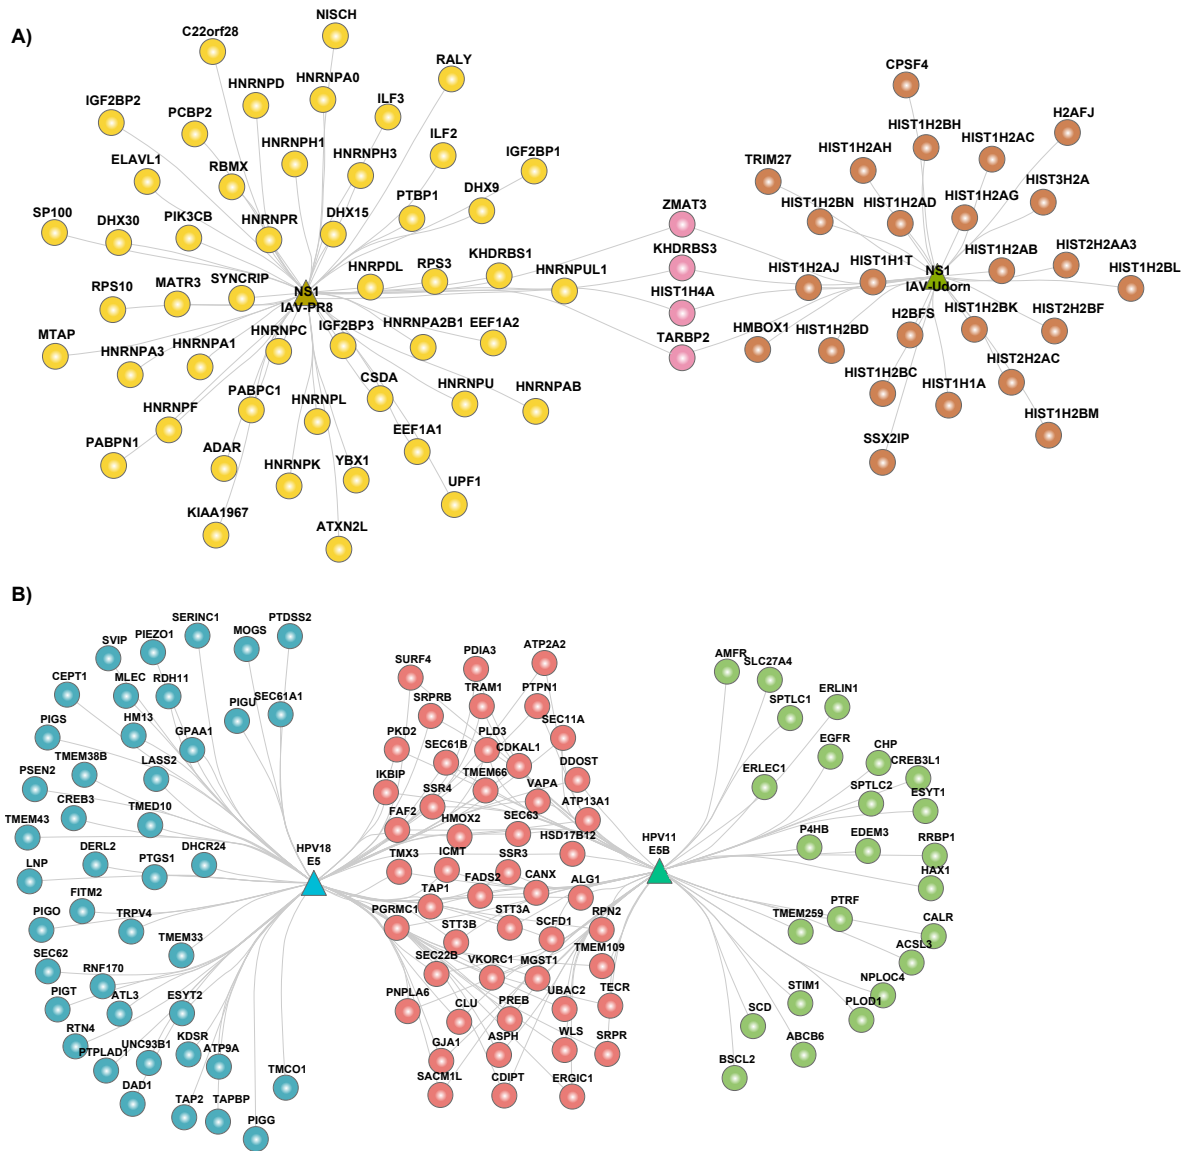 A)
NISCH
C22orf28
RALY
CPSF4
HNRNPD
HNRNPA0
IGF2BP2
PCBP2
ILF3
H2AFJ
HIST1H2BH
HIST1H2AC
HNRNPH1
ILF2
HIST1H2AH
ELAVL1
RBMX
HNRNPH3
IGF2BP1
TRIM27
HIST3H2A
PTBP1
DHX9
HIST1H2AG
SP100
DHX30
PIK3CB
HNRNPR
DHX15
ZMAT3
HIST1H2BN
HIST1H2AD
KHDRBS3
HIST1H2AB
HIST2H2AA3
HIST1H2BL
RPS10
MATR3
SYNCRIP
HNRPDL
RPS3
KHDRBS1
HNRNPUL1
HIST1H2AJ
HIST1H1T
NS1
IAV-PR8
NS1
IAV-Udorn
HIST1H4A
MTAP
HNRNPA3
HNRNPA1
HNRNPC
IGF2BP3
HNRNPA2B1
EEF1A2
TARBP2
HMBOX1
HIST1H2BD
H2BFS
HIST1H2BK
HIST2H2BF
HIST2H2AC
HIST1H2BC
HIST1H1A
HIST1H2BM
SSX2IP
PABPC1
HNRNPL
CSDA
HNRNPU
HNRNPAB
HNRNPF
PABPN1
ADAR
HNRNPK
YBX1
EEF1A1
UPF1
KIAA1967
ATXN2L
B)
SERINC1
PTDSS2
SVIP
PIEZO1
MOGS
CEPT1
MLEC
RDH11
PIGU
SEC61A1
PIGS
HM13
GPAA1
TMEM38B
LASS2
PSEN2
CREB3
TMED10
TMEM43
DERL2
PTGS1
DHCR24
LNP
FITM2
PIGO
TRPV4
TMEM33
SEC62
RNF170
PIGT
ATL3
ESYT2
RTN4
PTPLAD1
UNC93B1
KDSR
ATP9A
DAD1
TAP2
TAPBP
TMCO1
PIGG
HPV18
E5
SURF4
PDIA3
ATP2A2
SRPRB
TRAM1
PTPN1
PKD2
SEC61B
PLD3
CDKAL1
SEC11A
IKBIP
SSR4
TMEM66
VAPA
DDOST
ATP13A1
FAF2
HMOX2
SEC63
HSD17B12
TMX3
ICMT
SSR3
TAP1
FADS2
CANX
ALG1
PGRMC1
STT3B
STT3A
SCFD1
RPN2
SEC22B
VKORC1
MGST1
TMEM109
PNPLA6
CLU
PREB
UBAC2
TECR
GJA1
ASPH
WLS
SRPR
SACM1L
CDIPT
ERGIC1
HPV11
E5B
AMFR
SLC27A4
SPTLC1
ERLIN1
EGFR
CHP
CREB3L1
ERLEC1
SPTLC2
ESYT1
P4HB
EDEM3
RRBP1
HAX1
PTRF
TMEM259
CALR
ACSL3
NPLOC4
STIM1
PLOD1
SCD
ABCB6
BSCL2